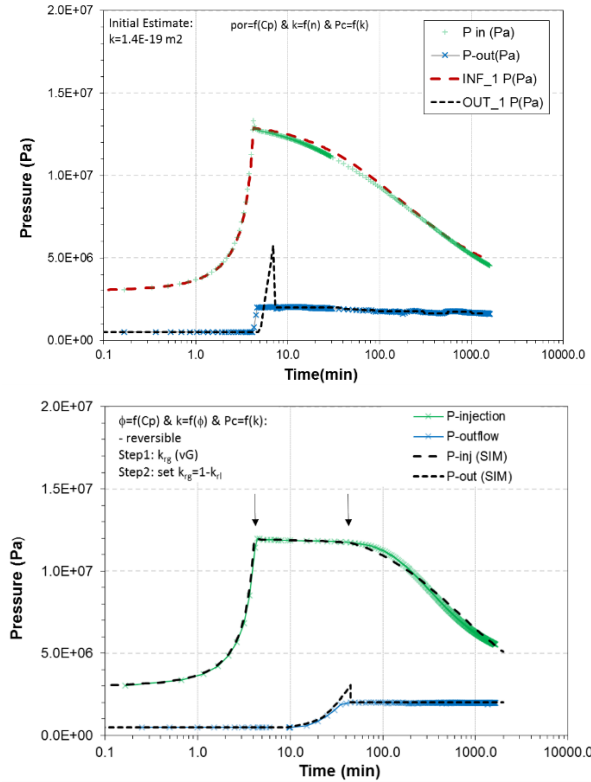 Initial Estimate:
k=1.4E-19 m2
por=f(Cp) & k=f(n) & Pc=f(k)
P in (Pa)
P-out(Pa)
INF_1 P(Pa)
OUT_1 P(Pa)
2.0E+07
1.5E+07
1.0E+07
5.0E+06
0.0E+00
Pressure (Pa)
0.1
1.0
10.0
100.0
1000.0
10000.0
Time(min)
ϕ=f(Cp) & k=f(ϕ) & Pc=f(k):
- reversible
Step1: krg (vG)
Step2: set krg=1-krl
P-injection
P-outflow
P-inj (SIM)
P-out (SIM)
2.0E+07
1.5E+07
1.0E+07
5.0E+06
0.0E+00
Pressure (Pa)
0.1
1.0
10.0
100.0
1000.0
10000.0
Time (min)